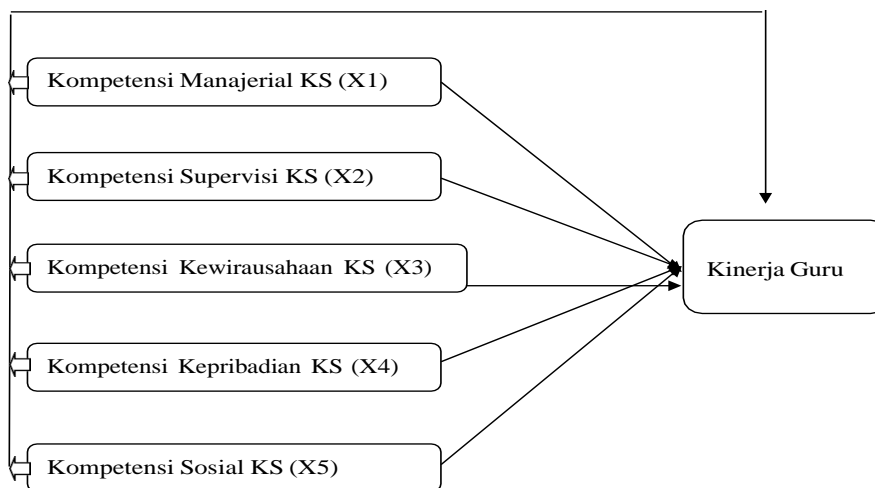 Kompetensi Manajerial KS (X1)
Kompetensi Supervisi KS (X2)
Kompetensi Kewirausahaan KS (X3)
Kinerja Guru
Kompetensi Kepribadian KS (X4)
Kompetensi Sosial KS (X5)